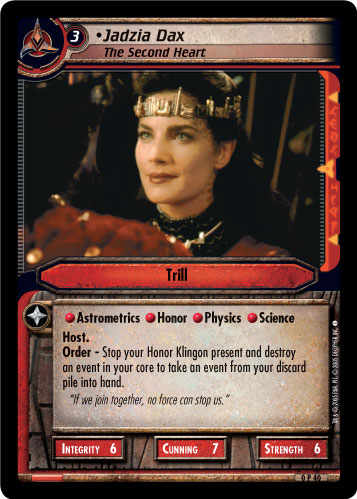 3
•Jadzia Dax
The Second Heart
Trill
Astrometrics Honor Physics Science
Host.
Order - Stop your Honor Klingon present and destroy
an event in your core to take an event from your discard
pile into hand.
"If we join together, no force can stop us."
INTEGRITY 6 CUNNING 7 STRENGTH 6
0 P 40